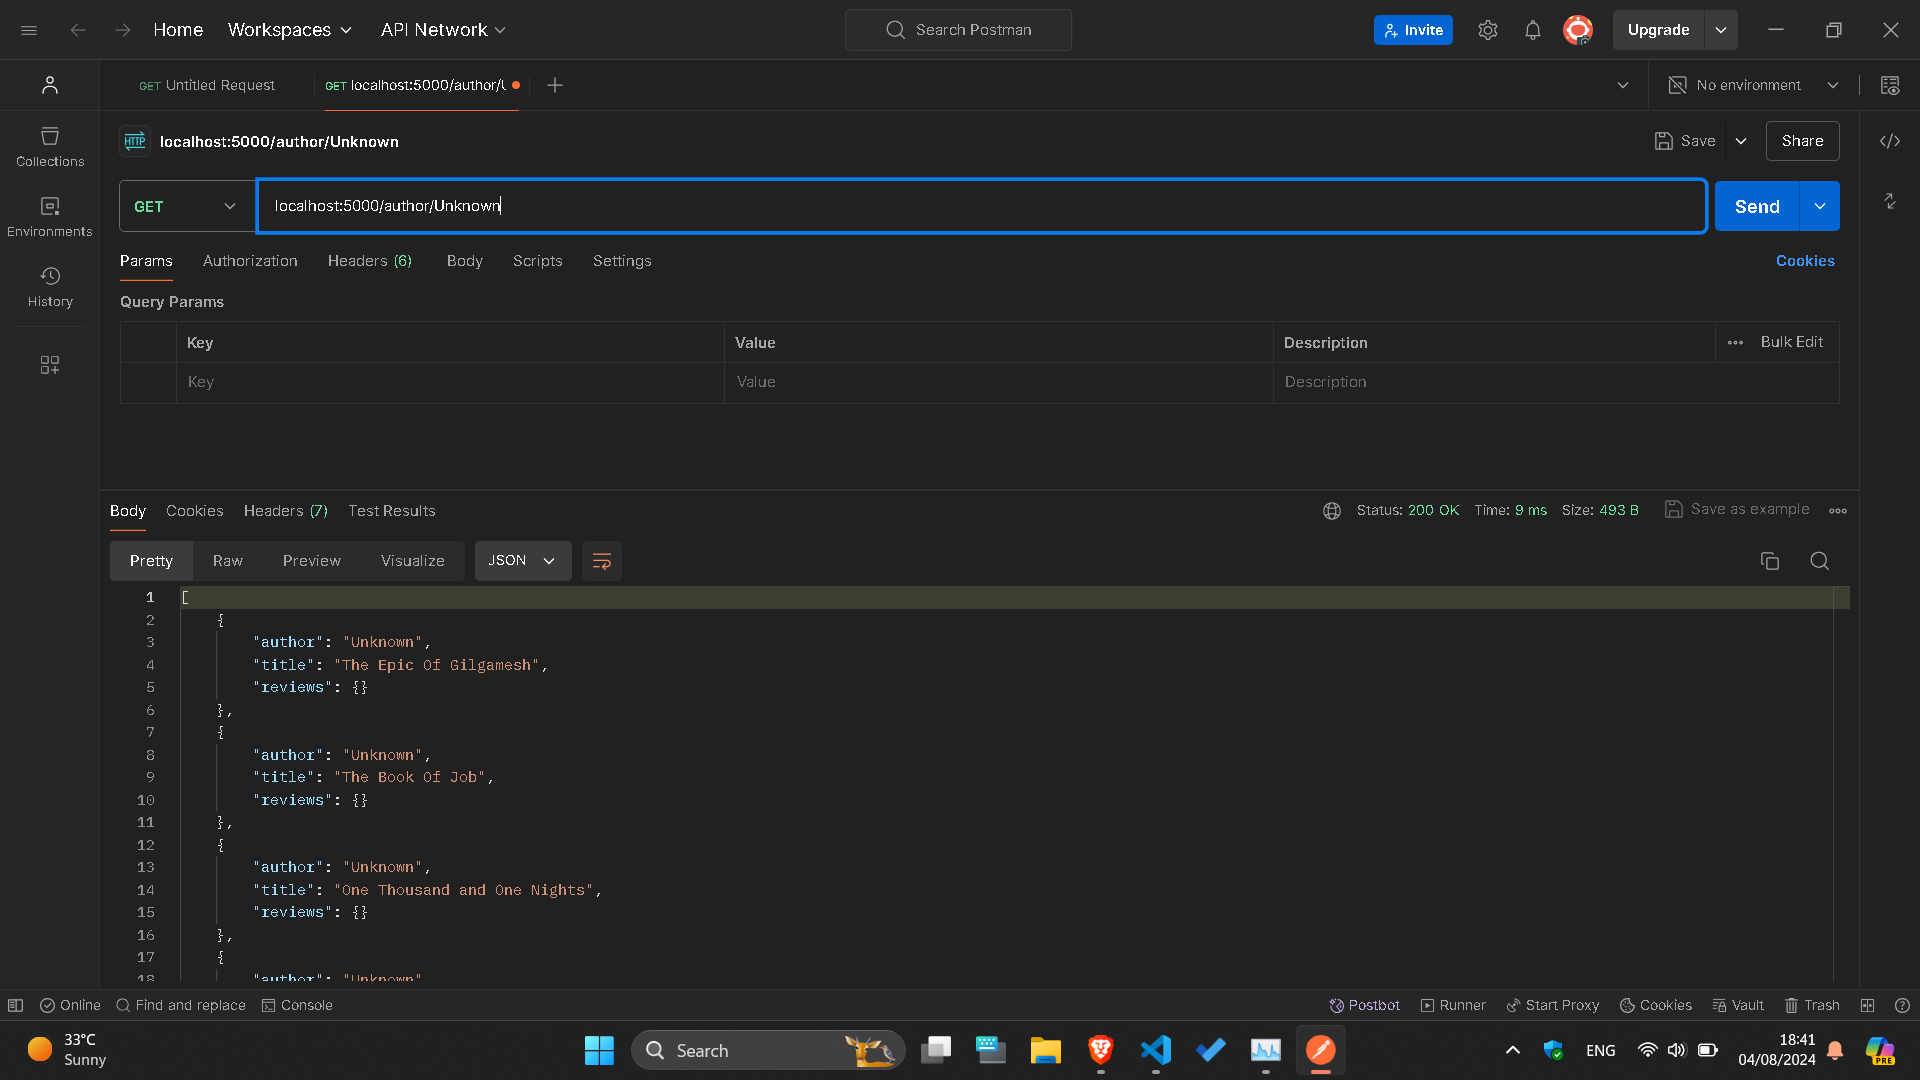 Home Workspaces API Network Search Postman Invite Upgrade
GET Untitled Request GET localhost:5000/author/U No environment
HTTP localhost:5000/author/Unknown Save Share
Collections
GET localhost:5000/author/Unknown Send
Environments
Params Authorization Headers (6) Body Scripts Settings Cookies
History
Query Params
Key Value Description Bulk Edit
Key Value Description
Body Cookies Headers (7) Test Results Status: 200 OK Time: 9 ms Size: 493 B Save as example
Pretty Raw Preview Visualize JSON
1 [
2 {
3 "author": "Unknown",
4 "title": "The Epic Of Gilgamesh",
5 "reviews": {}
6 },
7 {
8 "author": "Unknown",
9 "title": "The Book Of Job",
10 "reviews": {}
11 },
12 {
13 "author": "Unknown",
14 "title": "One Thousand and One Nights",
15 "reviews": {}
16 },
17 {
18 "author": "Unknown"
Online Find and replace Console Postbot Runner Start Proxy Cookies Vault Trash
33°C
Sunny
Search
ENG
18:41
04/08/2024
PRE